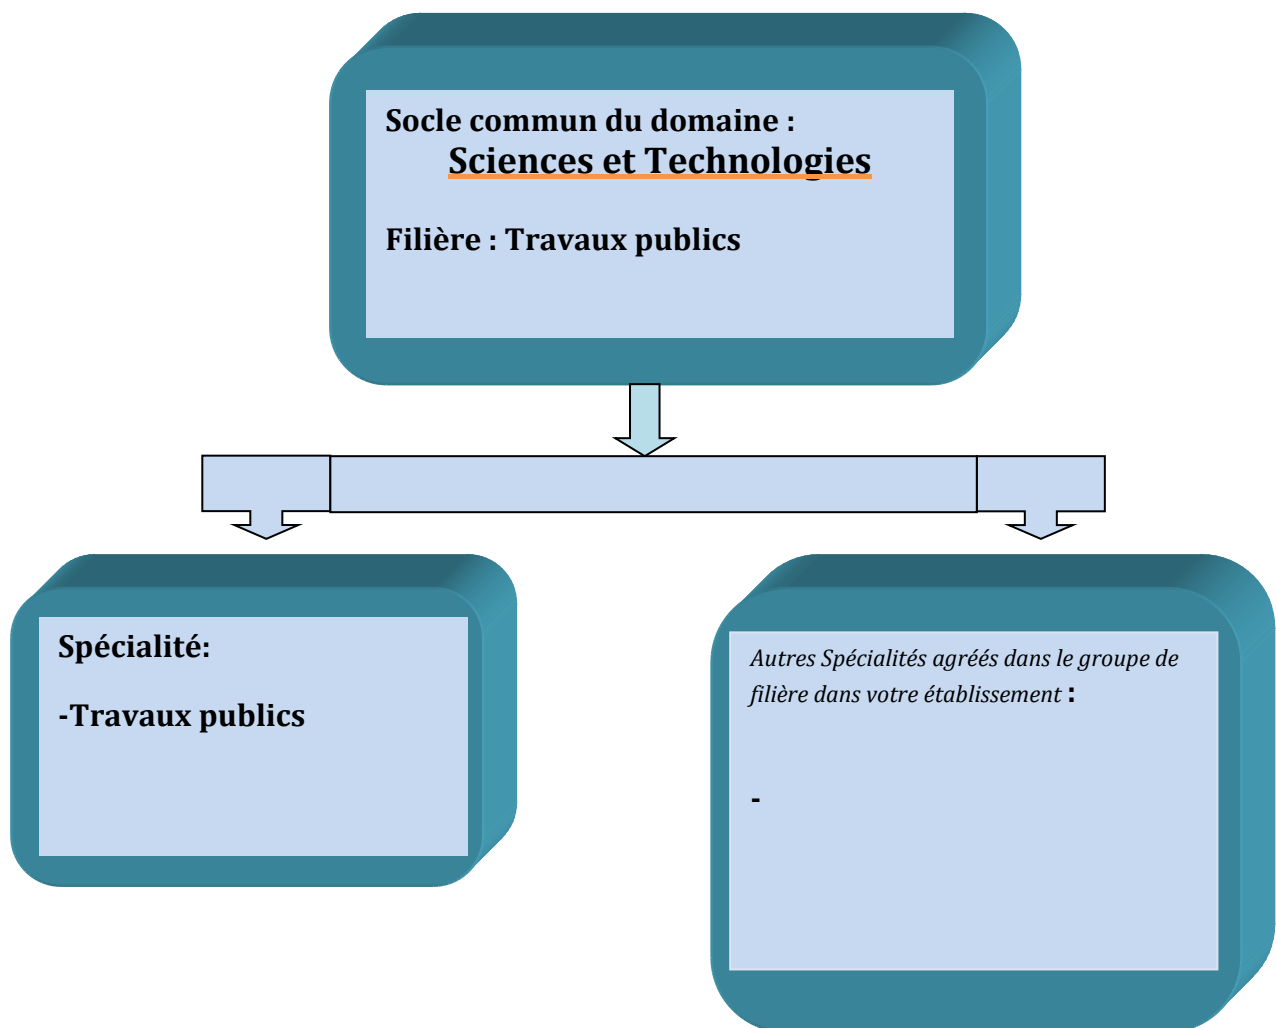 Socle commun du domaine :
Sciences et Technologies
Filière : Travaux publics
Spécialité:
-Travaux publics
Autres Spécialités agréés dans le groupe de
filière dans votre établissement :
-